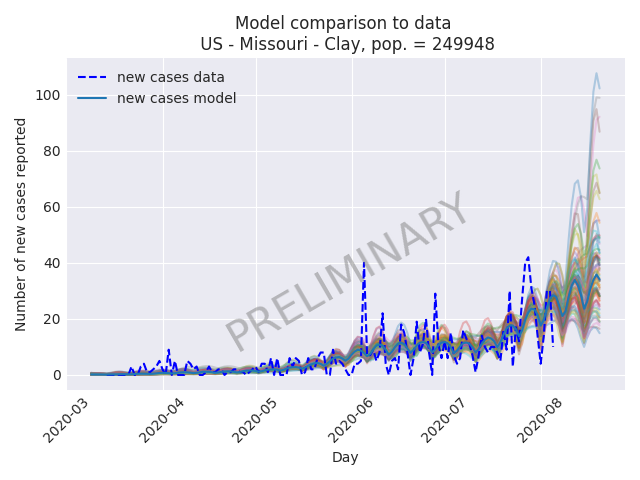 Model comparison to data
US - Missouri - Clay, pop. = 249948
new cases data
new cases model
Number of new cases reported
100
80
60
40
20
0
PRELIMINARY
2020-03
2020-04
2020-05
2020-06
2020-07
2020-08
Day